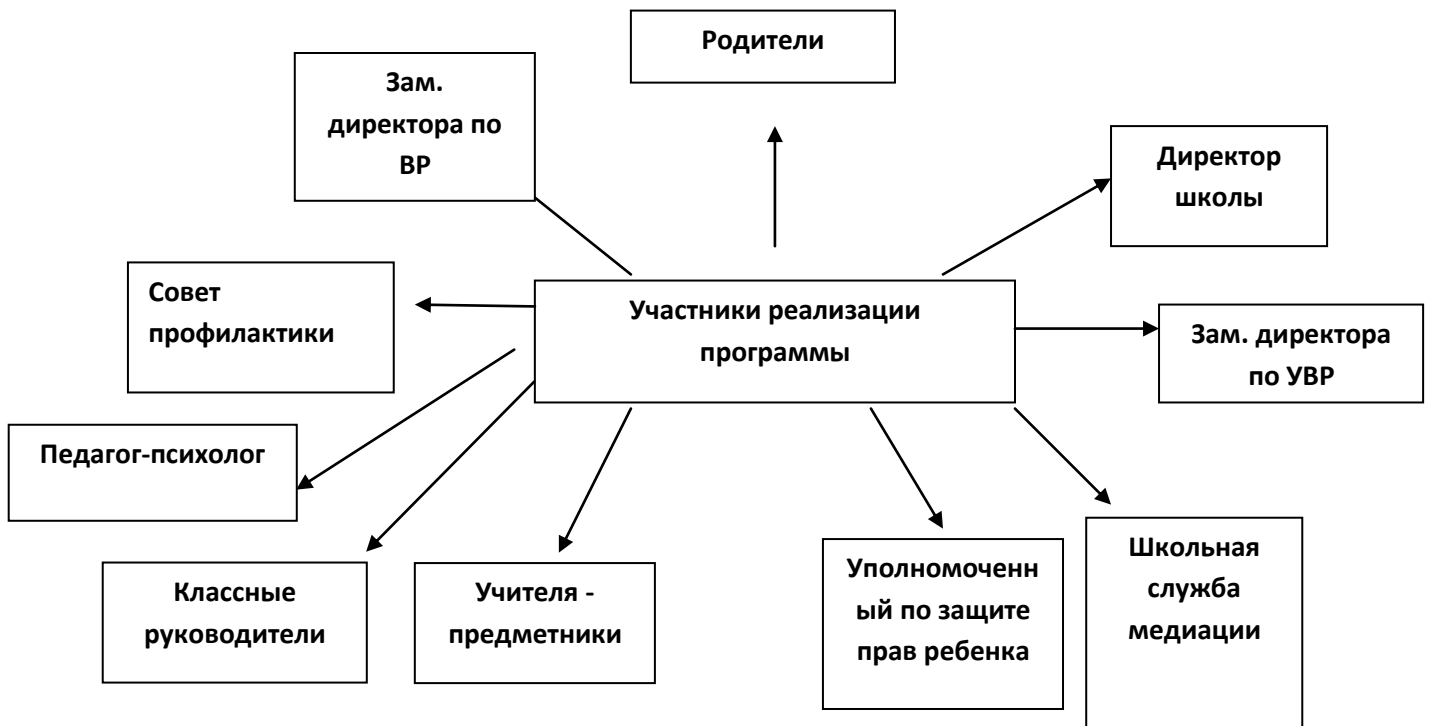 Родители
Зам.
директора по
ВР
Директор
школы
Совет
профилактики
Участники реализации
программы
Зам. директора
по УВР
Педагог-психолог
Классные
руководители
Учителя -
предметники
Уполномоченн
ый по защите
прав ребенка
Школьная
служба
медиации